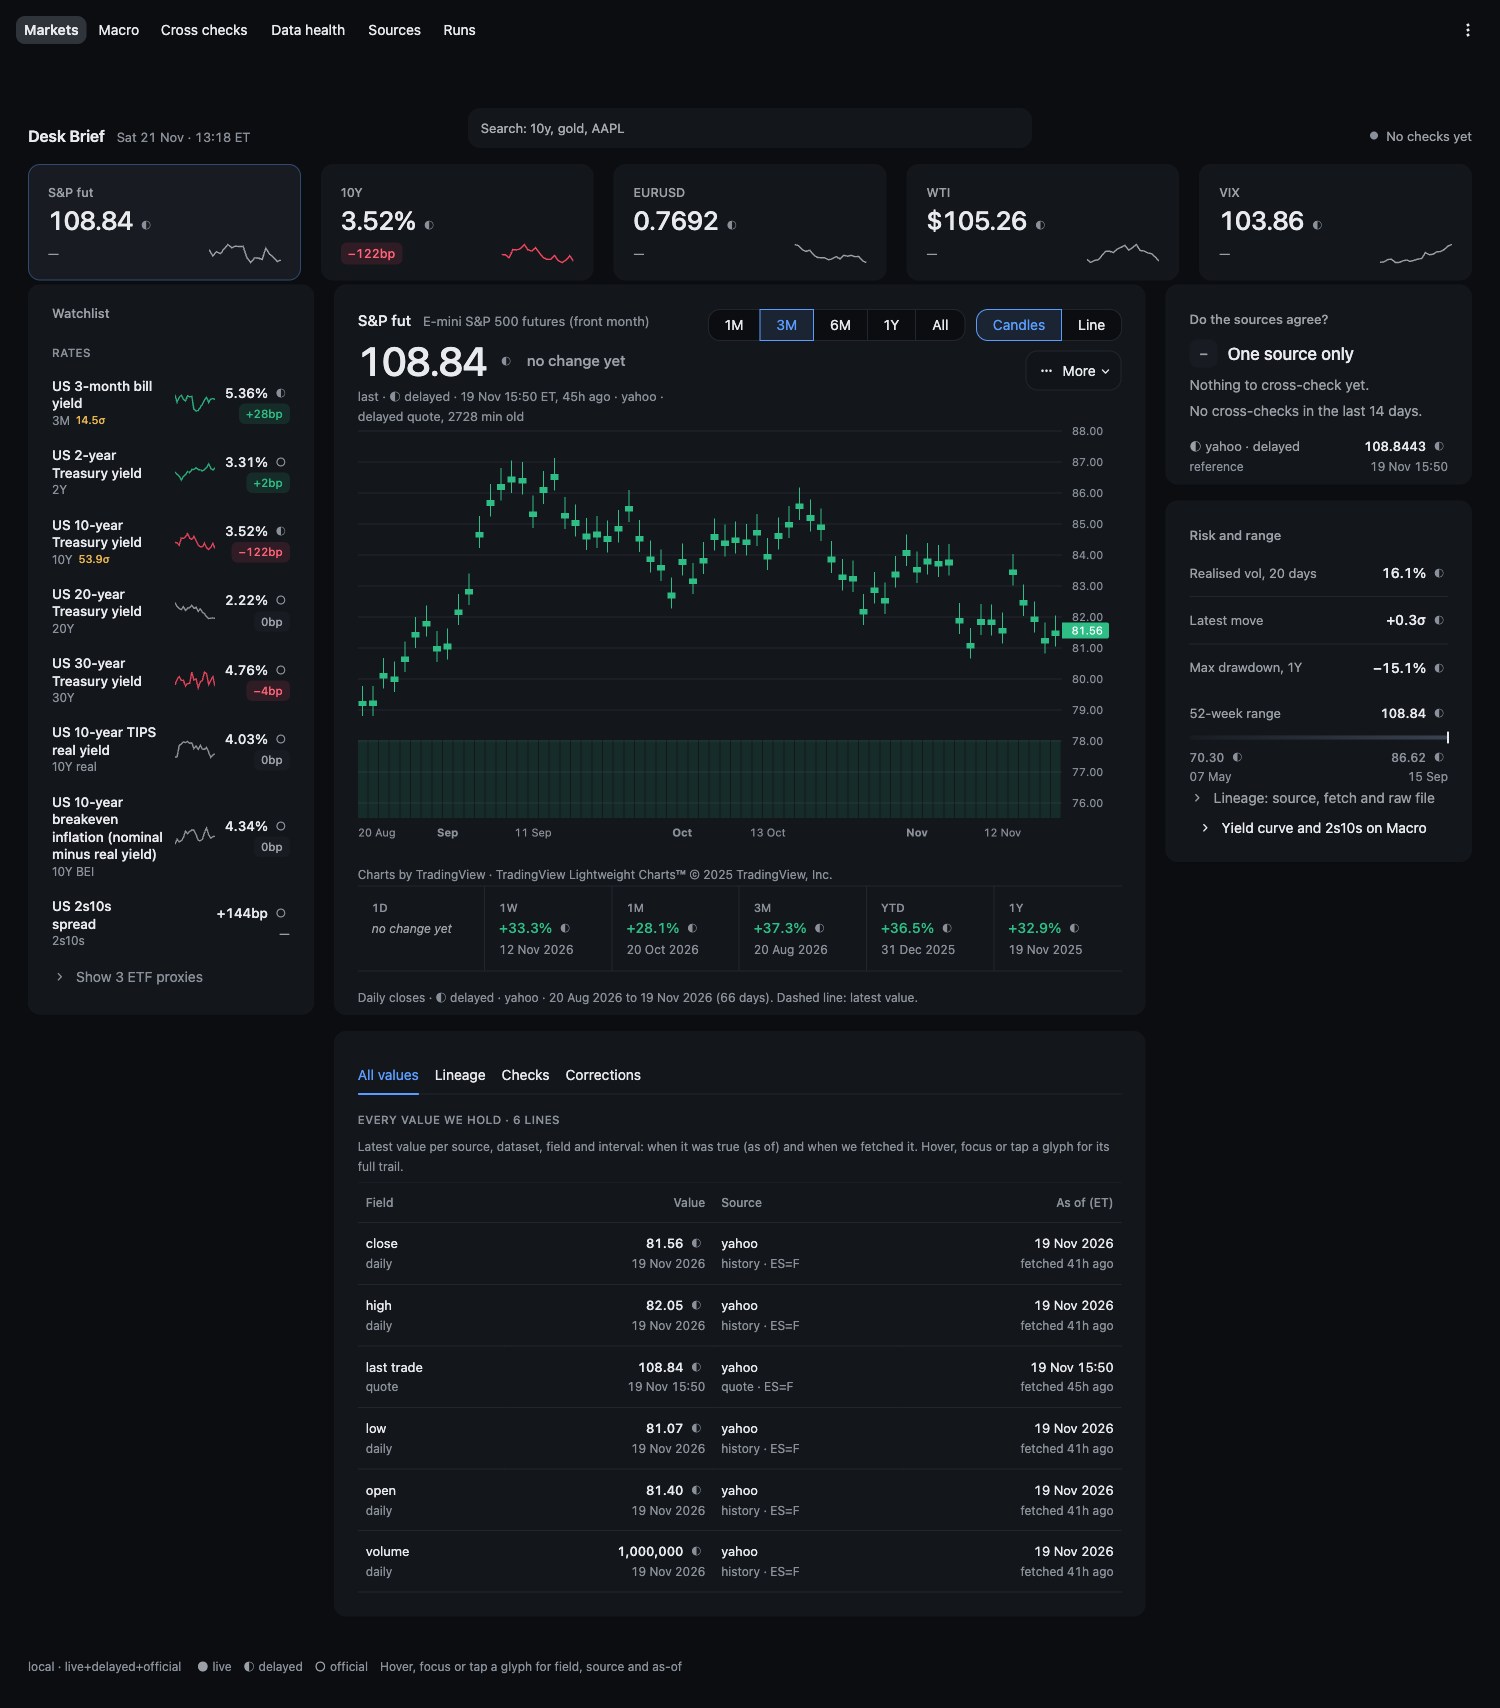 Markets Macro Cross checks Data health Sources Runs
Desk Brief Sat 21 Nov · 13:18 ET
Search: 10y, gold, AAPL
No checks yet
S&P fut
108.84
—
10Y
3.52%
−122bp
EURUSD
0.7692
—
WTI
$105.26
—
VIX
103.86
—
Watchlist
RATES
US 3-month bill
yield
3M 14.5σ
5.36%
+28bp
US 2-year
Treasury yield
2Y
3.31%
+2bp
US 10-year
Treasury yield
10Y 53.9σ
3.52%
−122bp
US 20-year
Treasury yield
20Y
2.22%
0bp
US 30-year
Treasury yield
30Y
4.76%
−4bp
US 10-year TIPS
real yield
10Y real
4.03%
0bp
US 10-year
breakeven
inflation (nominal
minus real yield)
10Y BEI
4.34%
0bp
US 2s10s
spread
2s10s
+144bp
—
Show 3 ETF proxies
S&P fut E-mini S&P 500 futures (front month)
108.84 no change yet
last · delayed · 19 Nov 15:50 ET, 45h ago · yahoo ·
delayed quote, 2728 min old
1M 3M 6M 1Y All
Candles Line
More
88.00
87.00
86.00
85.00
84.00
83.00
82.00
81.56
81.00
80.00
79.00
78.00
77.00
76.00
20 Aug Sep 11 Sep Oct 13 Oct Nov 12 Nov
Charts by TradingView · TradingView Lightweight Charts™ © 2025 TradingView, Inc.
1D
no change yet
1W
+33.3%
12 Nov 2026
1M
+28.1%
20 Oct 2026
3M
+37.3%
20 Aug 2026
YTD
+36.5%
31 Dec 2025
1Y
+32.9%
19 Nov 2025
Daily closes · delayed · yahoo · 20 Aug 2026 to 19 Nov 2026 (66 days). Dashed line: latest value.
Do the sources agree?
– One source only
Nothing to cross-check yet.
No cross-checks in the last 14 days.
yahoo · delayed 108.8443
reference 19 Nov 15:50
Risk and range
Realised vol, 20 days 16.1%
Latest move +0.3σ
Max drawdown, 1Y −15.1%
52-week range 108.84
70.30 86.62
07 May 15 Sep
Lineage: source, fetch and raw file
Yield curve and 2s10s on Macro
All values Lineage Checks Corrections
EVERY VALUE WE HOLD · 6 LINES
Latest value per source, dataset, field and interval: when it was true (as of) and when we fetched it. Hover, focus or tap a glyph for its
full trail.
Field Value Source As of (ET)
close 81.56 yahoo 19 Nov 2026
daily 19 Nov 2026 history · ES=F fetched 41h ago
high 82.05 yahoo 19 Nov 2026
daily 19 Nov 2026 history · ES=F fetched 41h ago
last trade 108.84 yahoo 19 Nov 15:50
quote 19 Nov 15:50 quote · ES=F fetched 45h ago
low 81.07 yahoo 19 Nov 2026
daily 19 Nov 2026 history · ES=F fetched 41h ago
open 81.40 yahoo 19 Nov 2026
daily 19 Nov 2026 history · ES=F fetched 41h ago
volume 1,000,000 yahoo 19 Nov 2026
daily 19 Nov 2026 history · ES=F fetched 41h ago
local · live+delayed+official live delayed official Hover, focus or tap a glyph for field, source and as-of